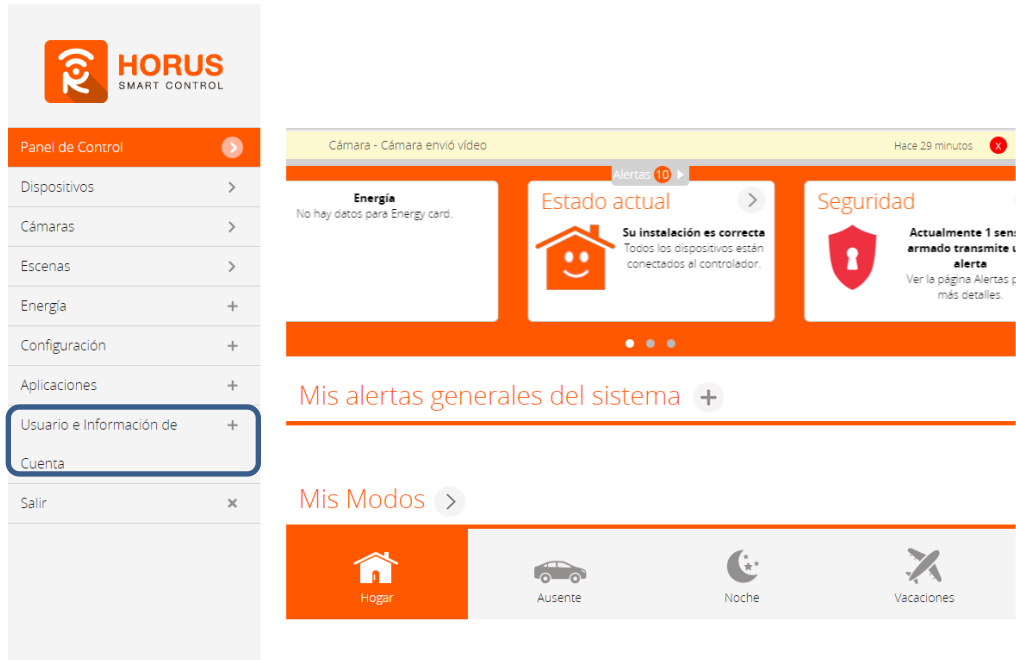 HORUS
SMART CONTROL
Panel de Control
Dispositivos
Cámaras
Escenas
Energía
Configuración
Aplicaciones
Usuario e Información de
Cuenta
Salir
Cámara - Cámara envió vídeo
Hace 29 minutos
x
Alertas 10
Energía
No hay datos para Energy card.
Estado actual
Su instalación es correcta
Todos los dispositivos están
conectados al controlador.
Seguridad
Actualmente 1 sens
armado transmite u
alerta
Ver la página Alertas p
más detalles.
Mis alertas generales del sistema
Mis Modos
Hogar
Ausente
Noche
Vacaciones